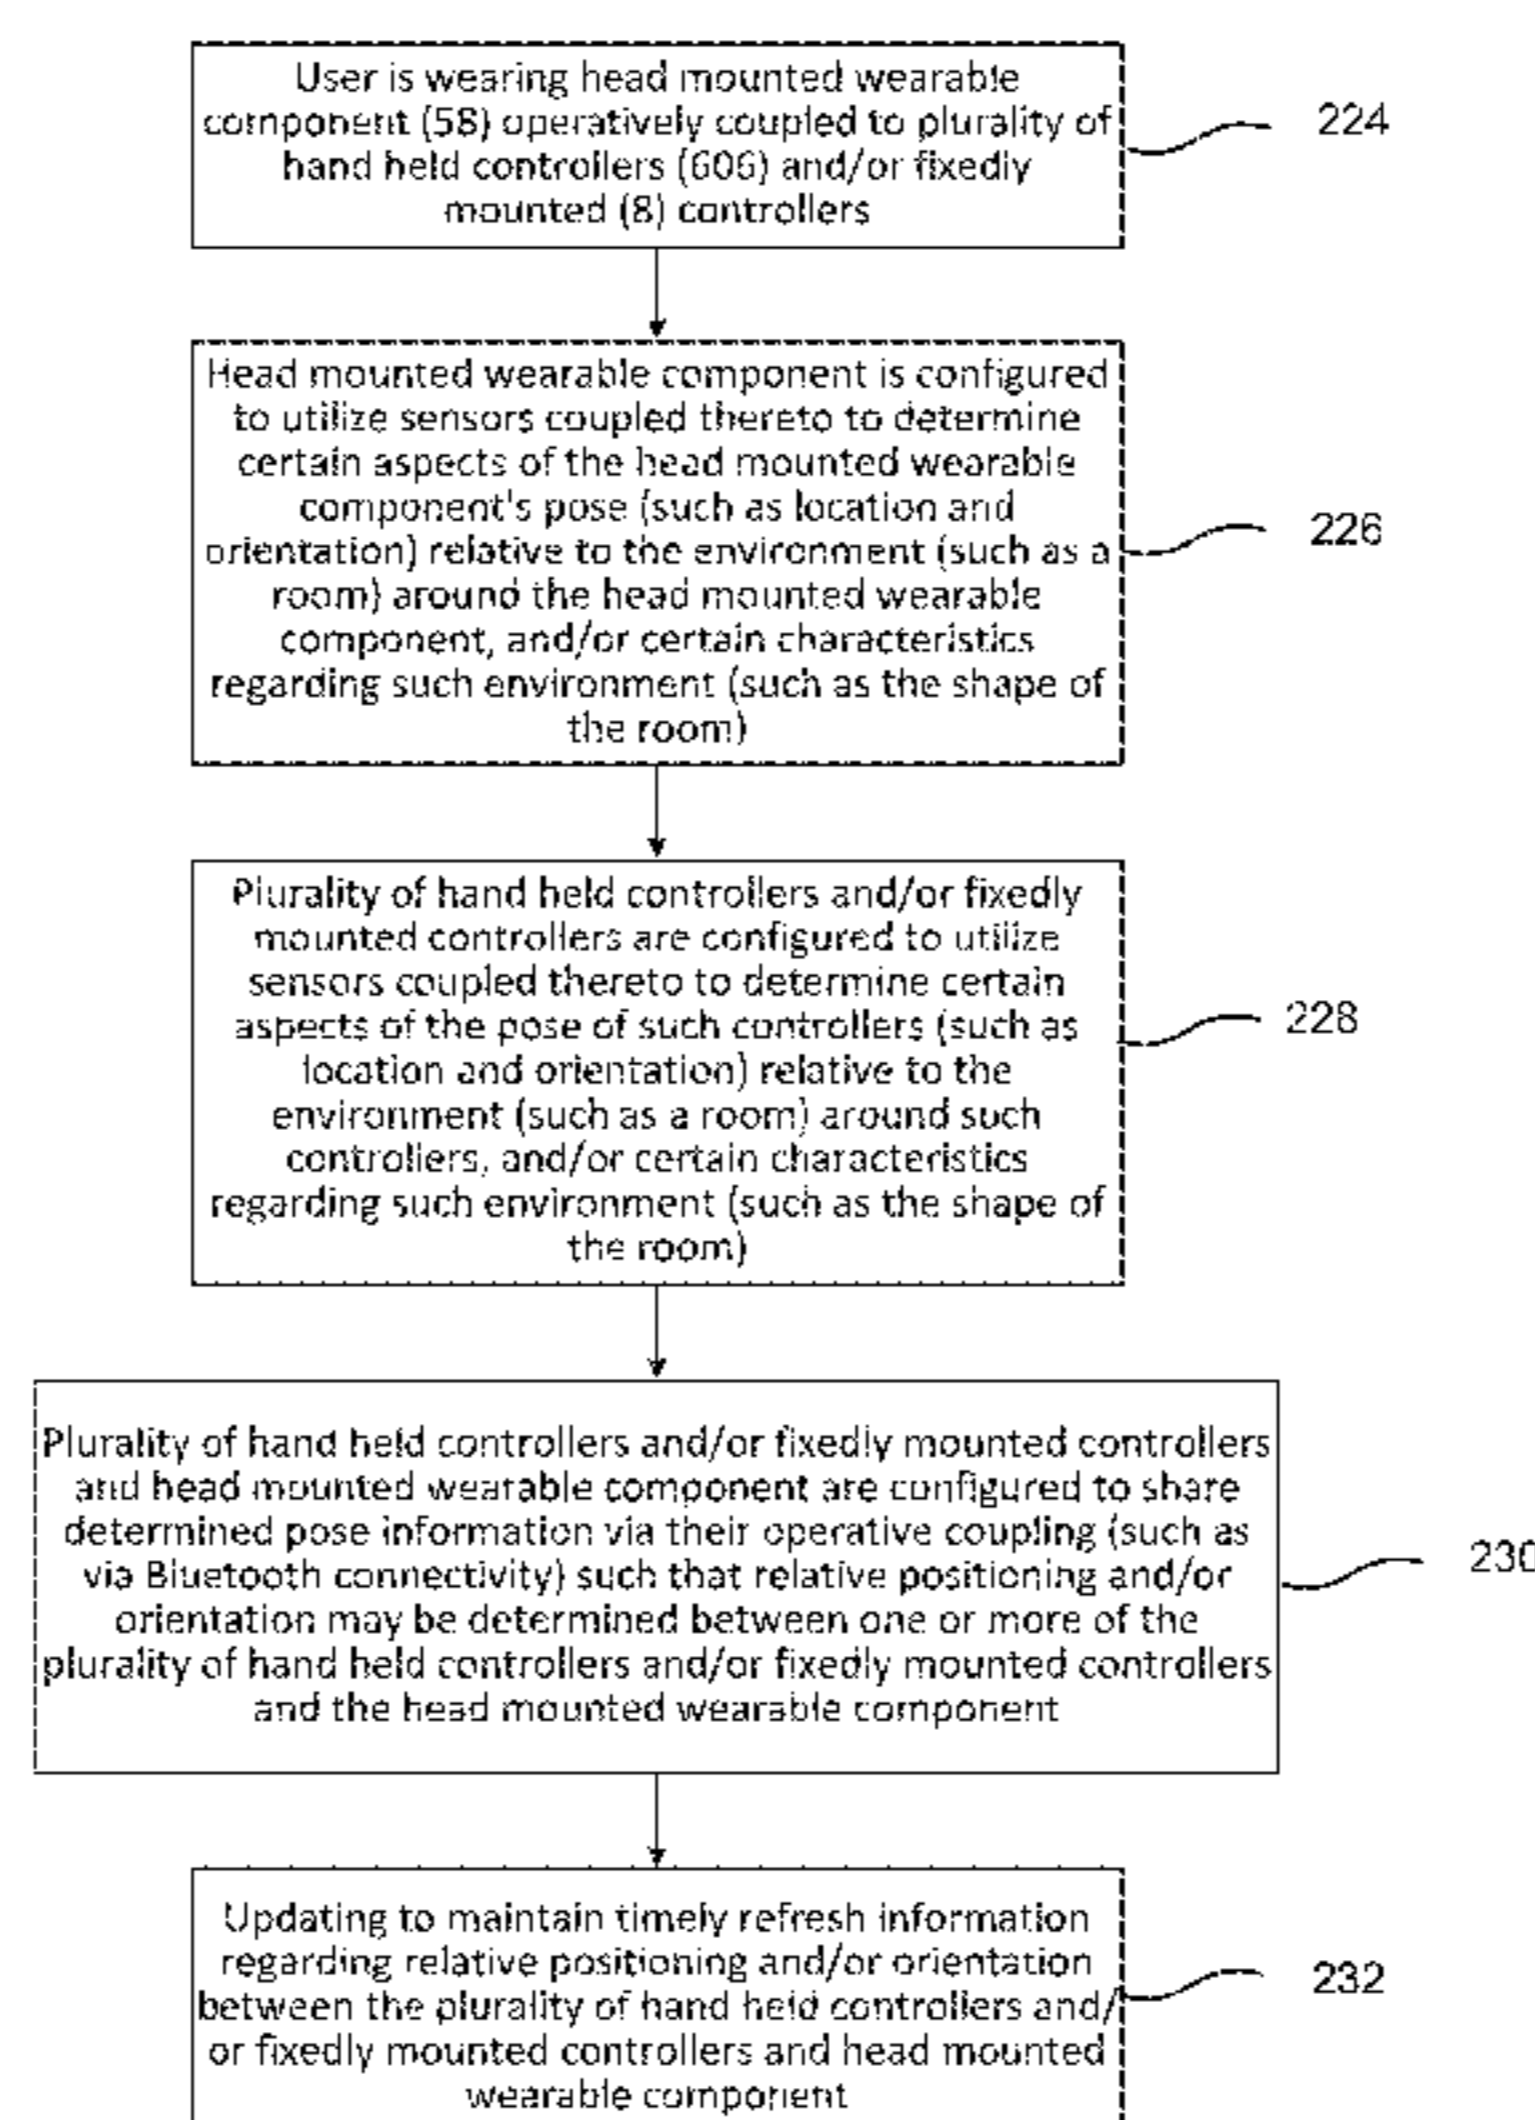 User is wearing head mounted wearable
component (58) operatively coupled to plurality of
hand held controllers (606) and/or fixedly
mounted (8) controllers
224
Head mounted wearable component is configured
to utilize sensors coupled thereto to determine
certain aspects of the head mounted wearable
component's pose (such as location and
orientation) relative to the environment (such as a
room) around the head mounted wearable
component, and/or certain characteristics
regarding such environment (such as the shape of
the room)
226
Plurality of hand held controllers and/or fixedly
mounted controllers are configured to utilize
sensors coupled thereto to determine certain
aspects of the pose of such controllers (such as
location and orientation) relative to the
environment (such as a room) around such
controllers, and/or certain characteristics
regarding such environment (such as the shape of
the room)
228
Plurality of hand held controllers and/or fixedly mounted controllers
and head mounted wearable component are configured to share
determined pose information via their operative coupling (such as
via Bluetooth connectivity) such that relative positioning and/or
orientation may be determined between one or more of the
plurality of hand held controllers and/or fixedly mounted controllers
and the head mounted wearable component
230
Updating to maintain timely refresh information
regarding relative positioning and/or orientation
between the plurality of hand held controllers and/
or fixedly mounted controllers and head mounted
wearable component
232